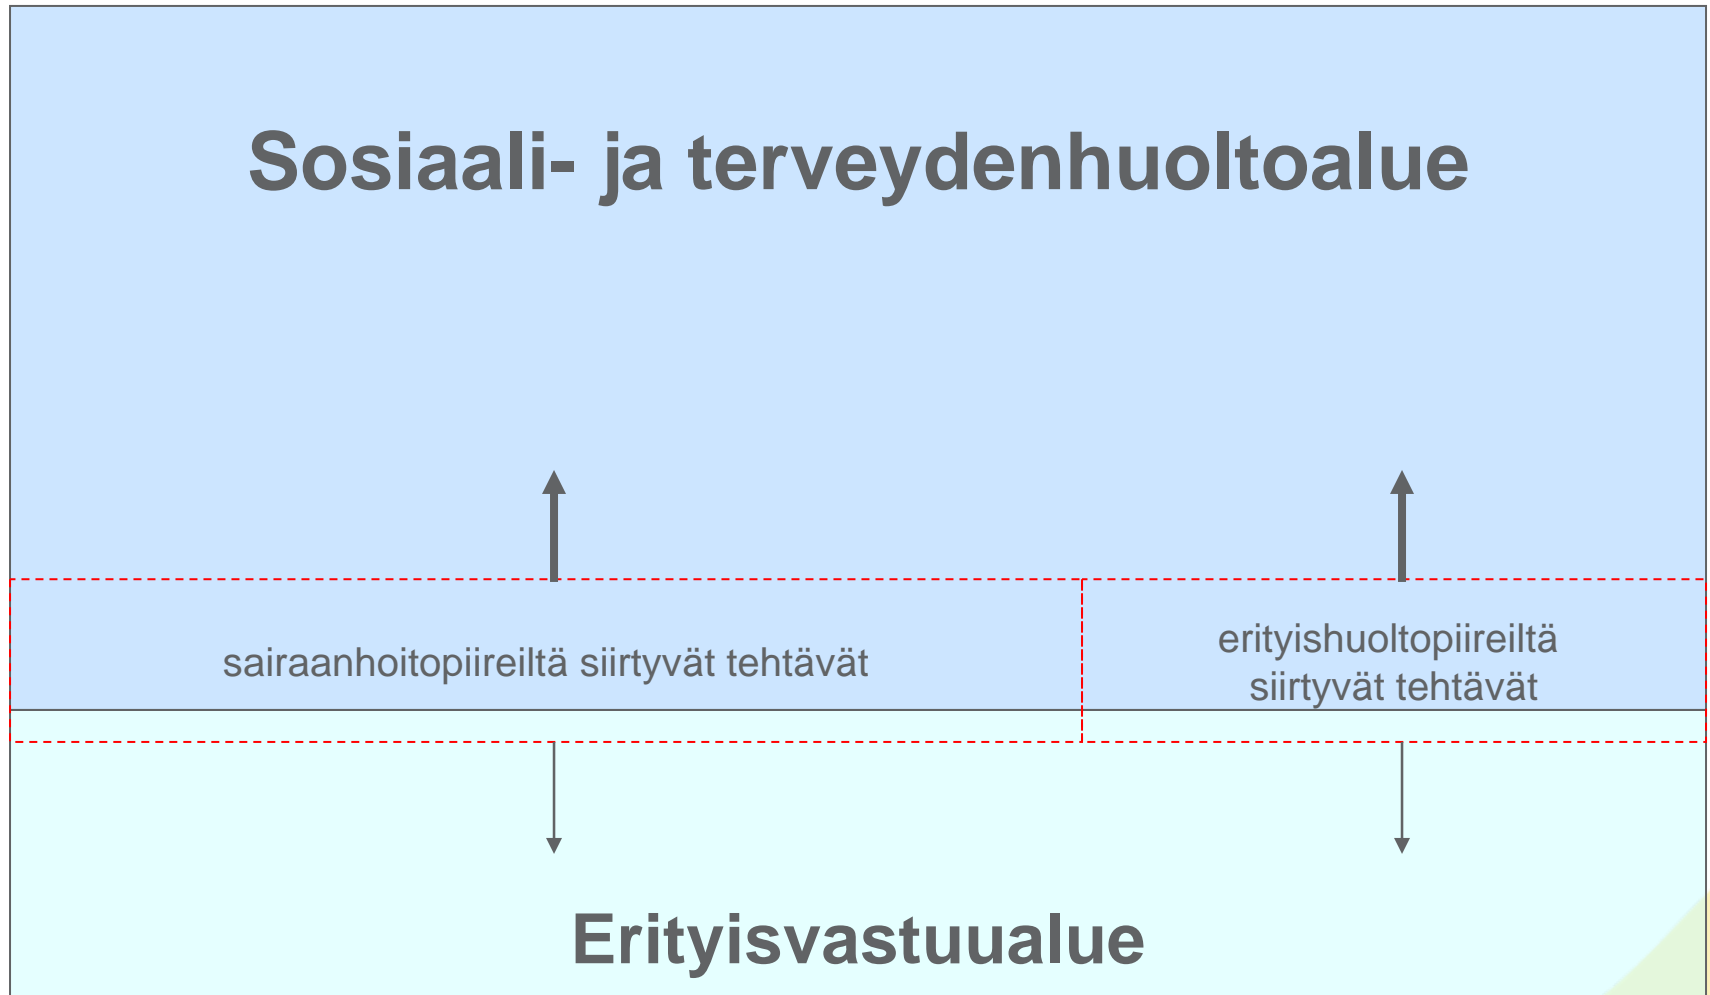 Sosiaali- ja terveydenhuoltoalue
sairaanhoitopiireiltä siirtyvät tehtävät
erityishuoltopiireiltä
siirtyvät tehtävät
Erityisvastuualue